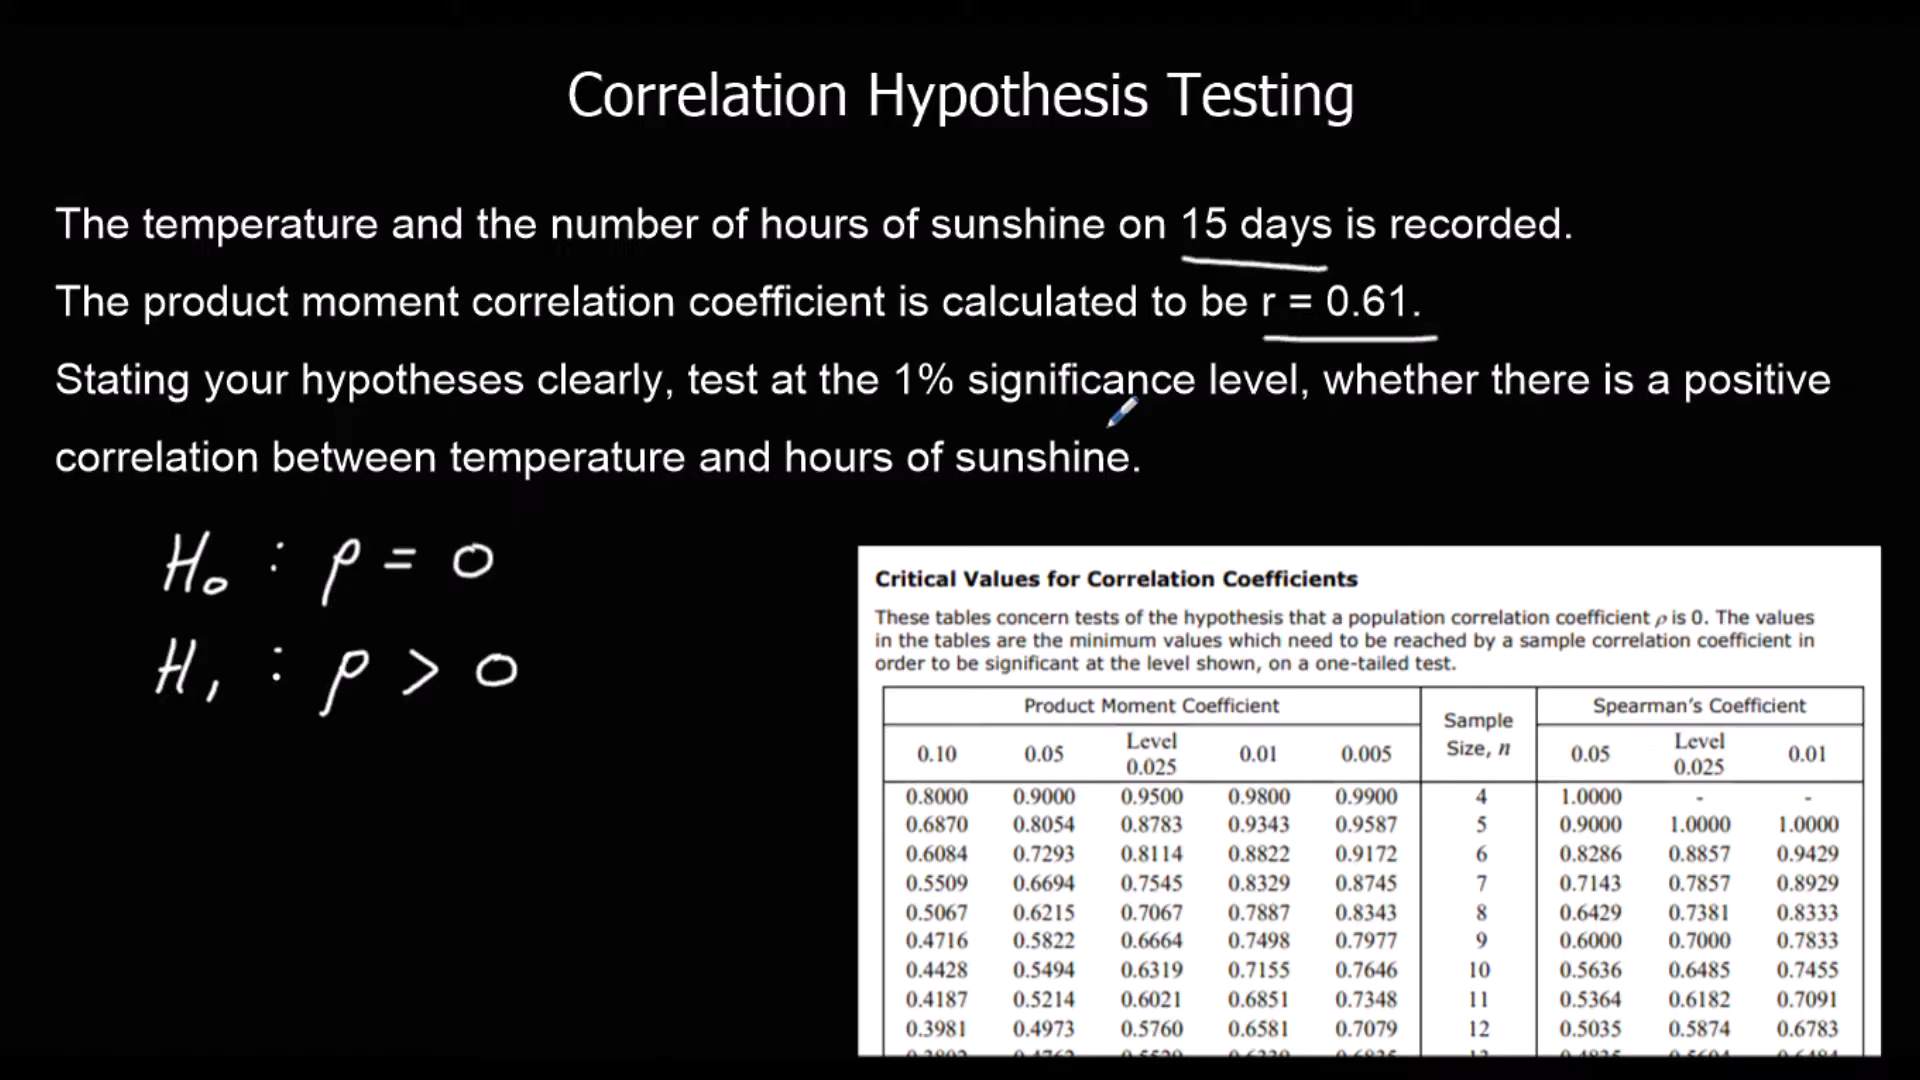 Correlation Hypothesis Testing
The temperature and the number of hours of sunshine on 15 days is recorded.
The product moment correlation coefficient is calculated to be r = 0.61.
Stating your hypotheses clearly, test at the 1% significance level, whether there is a positive
correlation between temperature and hours of sunshine.
H₀ : ρ = 0
H₁ : ρ > 0
Critical Values for Correlation Coefficients
These tables concern tests of the hypothesis that a population correlation coefficient ρ is 0. The values
in the tables are the minimum values which need to be reached by a sample correlation coefficient in
order to be significant at the level shown, on a one-tailed test.
Product Moment Coefficient Sample Size, n Spearman's Coefficient
0.10 0.05 Level 0.025 0.01 0.005 0.05 Level 0.025 0.01
0.8000 0.9000 0.9500 0.9800 0.9900 4 1.0000 - -
0.6870 0.8054 0.8783 0.9343 0.9587 5 0.9000 1.0000 1.0000
0.6084 0.7293 0.8114 0.8822 0.9172 6 0.8286 0.8857 0.9429
0.5509 0.6694 0.7545 0.8329 0.8745 7 0.7143 0.7857 0.8929
0.5067 0.6215 0.7067 0.7887 0.8343 8 0.6429 0.7381 0.8333
0.4716 0.5822 0.6664 0.7498 0.7977 9 0.6000 0.7000 0.7833
0.4428 0.5494 0.6319 0.7155 0.7646 10 0.5636 0.6485 0.7455
0.4187 0.5214 0.6021 0.6851 0.7348 11 0.5364 0.6182 0.7091
0.3981 0.4973 0.5760 0.6581 0.7079 12 0.5035 0.5874 0.6783